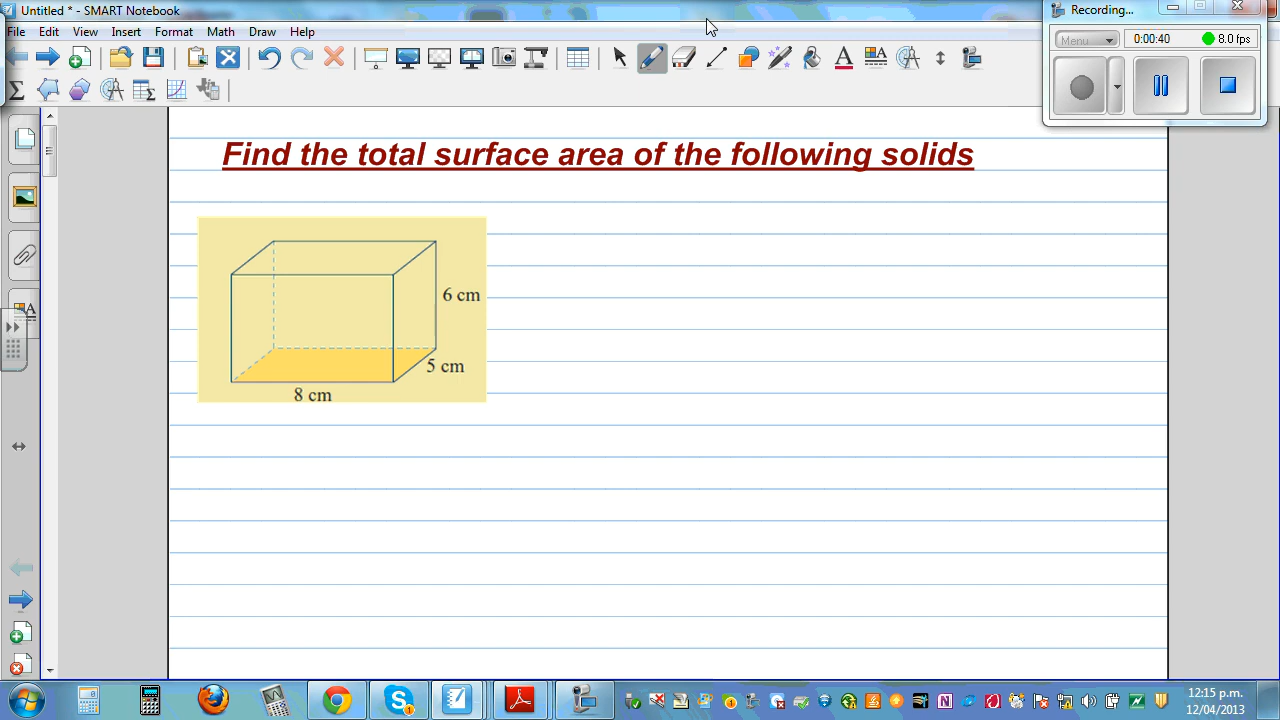 Untitled * - SMART Notebook
Recording...
File Edit View Insert Format Math Draw Help
Menu
0:00:40
8.0 fps
Find the total surface area of the following solids
6 cm
5 cm
8 cm
12:15 p.m.
12/04/2013